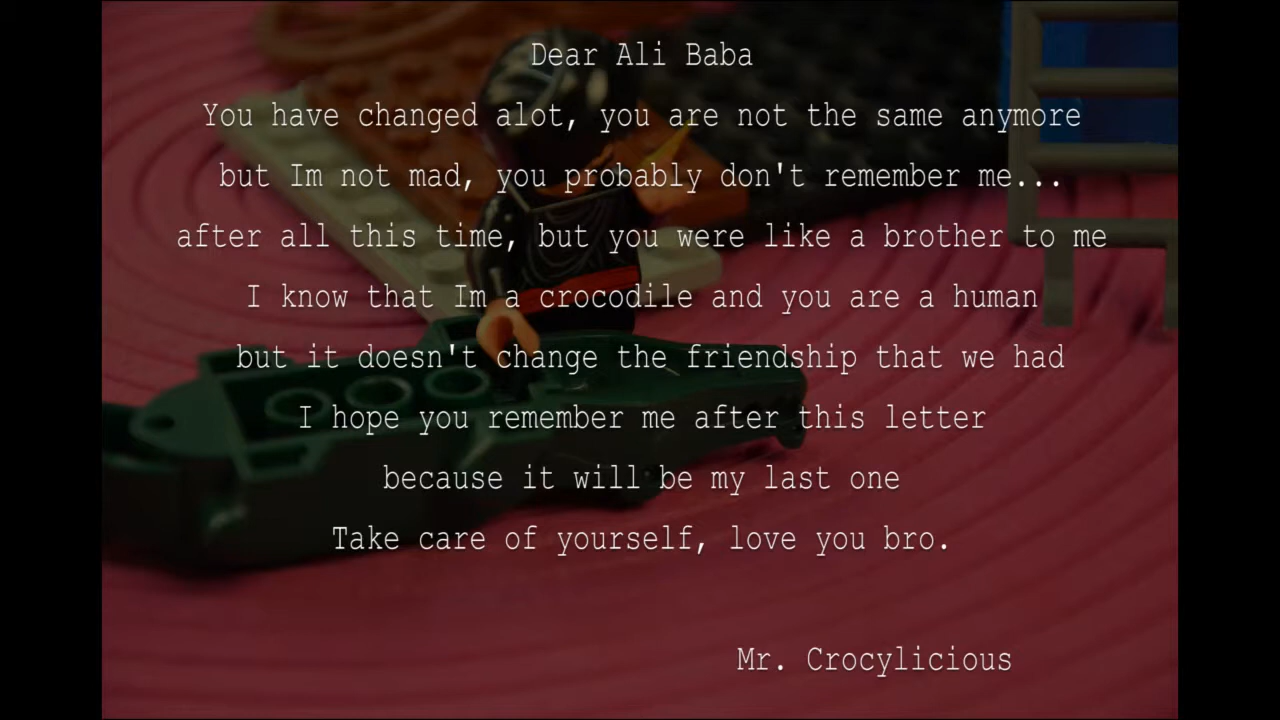 Dear Ali Baba
You have changed alot, you are not the same anymore
but Im not mad, you probably don't remember me...
after all this time, but you were like a brother to me
I know that Im a crocodile and you are a human
but it doesn't change the friendship that we had
I hope you remember me after this letter
because it will be my last one
Take care of yourself, love you bro.
Mr. Crocylicious